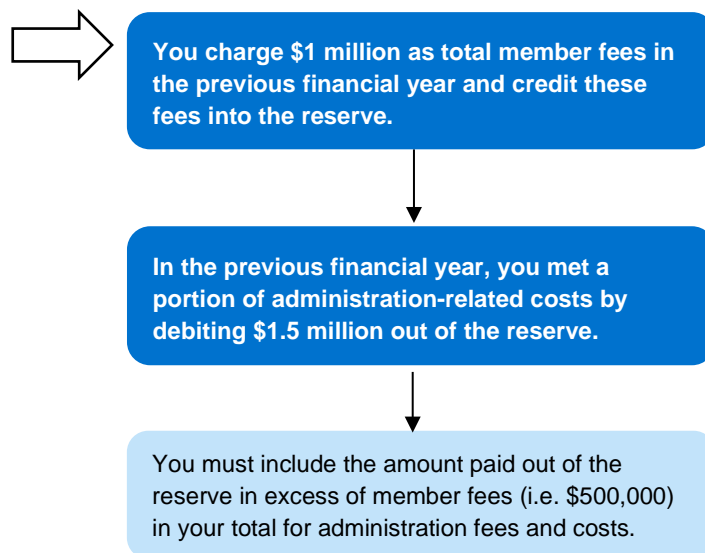 You charge $1 million as total member fees in
the previous financial year and credit these
fees into the reserve.
In the previous financial year, you met a
portion of administration-related costs by
debiting $1.5 million out of the reserve.
You must include the amount paid out of the
reserve in excess of member fees (i.e. $500,000)
in your total for administration fees and costs.